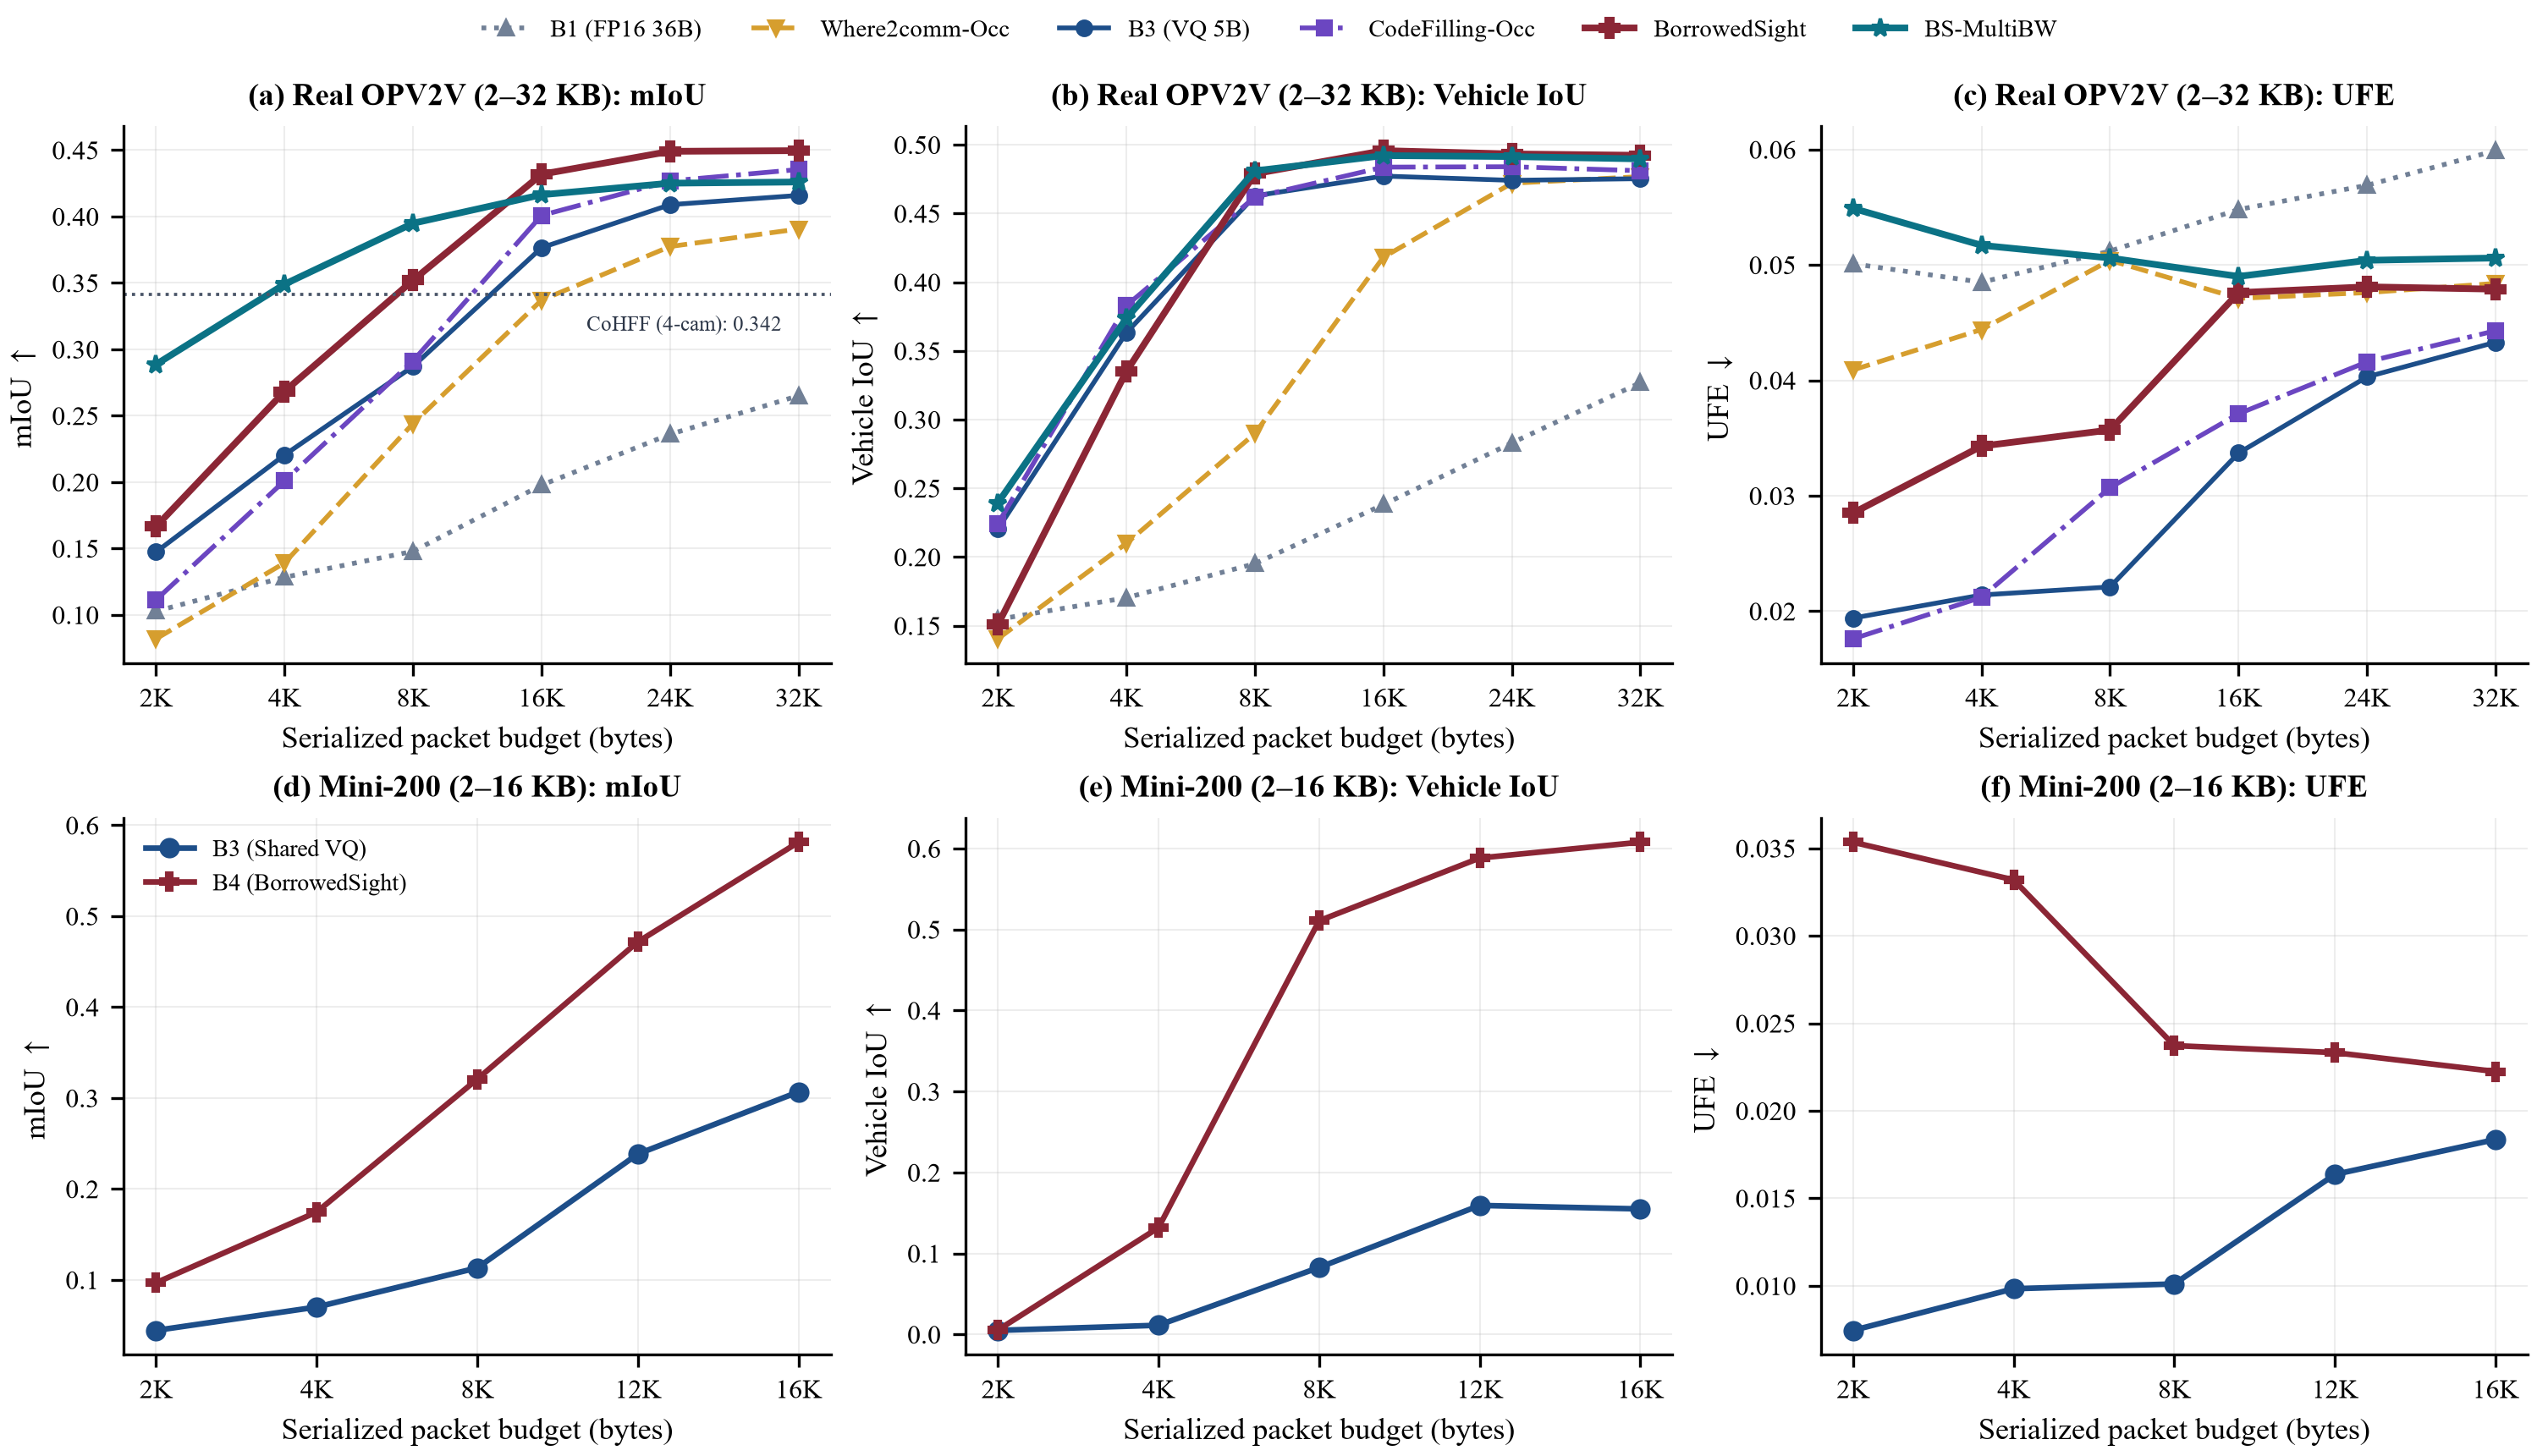 B1 (FP16 36B) Where2comm-Occ B3 (VQ 5B) CodeFilling-Occ BorrowedSight BS-MultiBW
(a) Real OPV2V (2–32 KB): mIoU
mIoU ↑
0.45
0.40
0.35
0.30
0.25
0.20
0.15
0.10
CoHFF (4-cam): 0.342
2K 4K 8K 16K 24K 32K
Serialized packet budget (bytes)
(b) Real OPV2V (2–32 KB): Vehicle IoU
Vehicle IoU ↑
0.50
0.45
0.40
0.35
0.30
0.25
0.20
0.15
2K 4K 8K 16K 24K 32K
Serialized packet budget (bytes)
(c) Real OPV2V (2–32 KB): UFE
UFE ↓
0.06
0.05
0.04
0.03
0.02
2K 4K 8K 16K 24K 32K
Serialized packet budget (bytes)
(d) Mini-200 (2–16 KB): mIoU
mIoU ↑
0.6
0.5
0.4
0.3
0.2
0.1
B3 (Shared VQ)
B4 (BorrowedSight)
2K 4K 8K 12K 16K
Serialized packet budget (bytes)
(e) Mini-200 (2–16 KB): Vehicle IoU
Vehicle IoU ↑
0.6
0.5
0.4
0.3
0.2
0.1
0.0
2K 4K 8K 12K 16K
Serialized packet budget (bytes)
(f) Mini-200 (2–16 KB): UFE
UFE ↓
0.035
0.030
0.025
0.020
0.015
0.010
2K 4K 8K 12K 16K
Serialized packet budget (bytes)